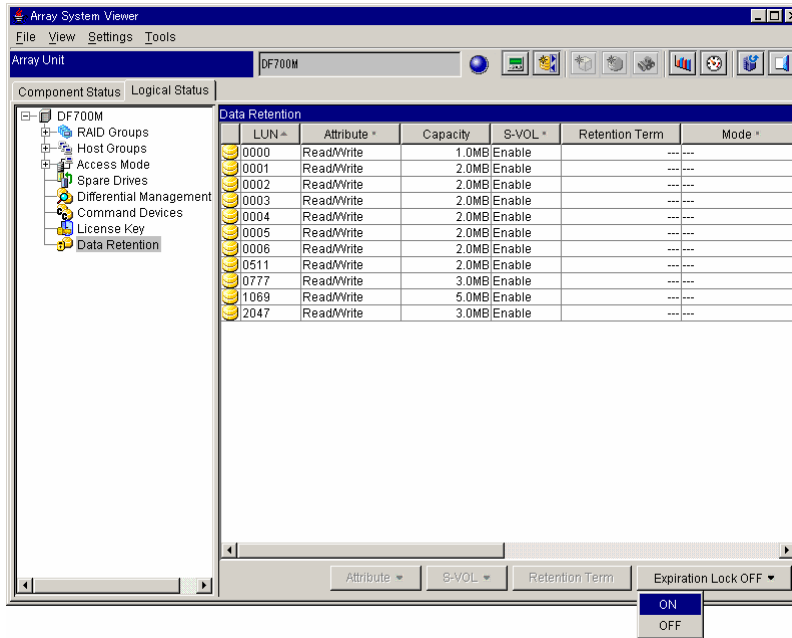 Array System Viewer
File View Settings Tools
Array Unit DF700M
Component Status Logical Status
DF700M
RAID Groups
Host Groups
Access Mode
Spare Drives
Differential Management
Command Devices
License Key
Data Retention
Data Retention
LUN Attribute * Capacity S-VOL * Retention Term Mode *
0000 Read/Write 1.0MB Enable --- ---
0001 Read/Write 2.0MB Enable --- ---
0002 Read/Write 2.0MB Enable --- ---
0003 Read/Write 2.0MB Enable --- ---
0004 Read/Write 2.0MB Enable --- ---
0005 Read/Write 2.0MB Enable --- ---
0006 Read/Write 2.0MB Enable --- ---
0511 Read/Write 2.0MB Enable --- ---
0777 Read/Write 3.0MB Enable --- ---
1069 Read/Write 5.0MB Enable --- ---
2047 Read/Write 3.0MB Enable --- ---
Attribute S-VOL Retention Term Expiration Lock OFF
ON
OFF